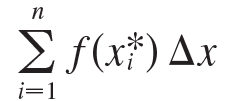 n
∑ f(xᵢ*) Δx
i=1